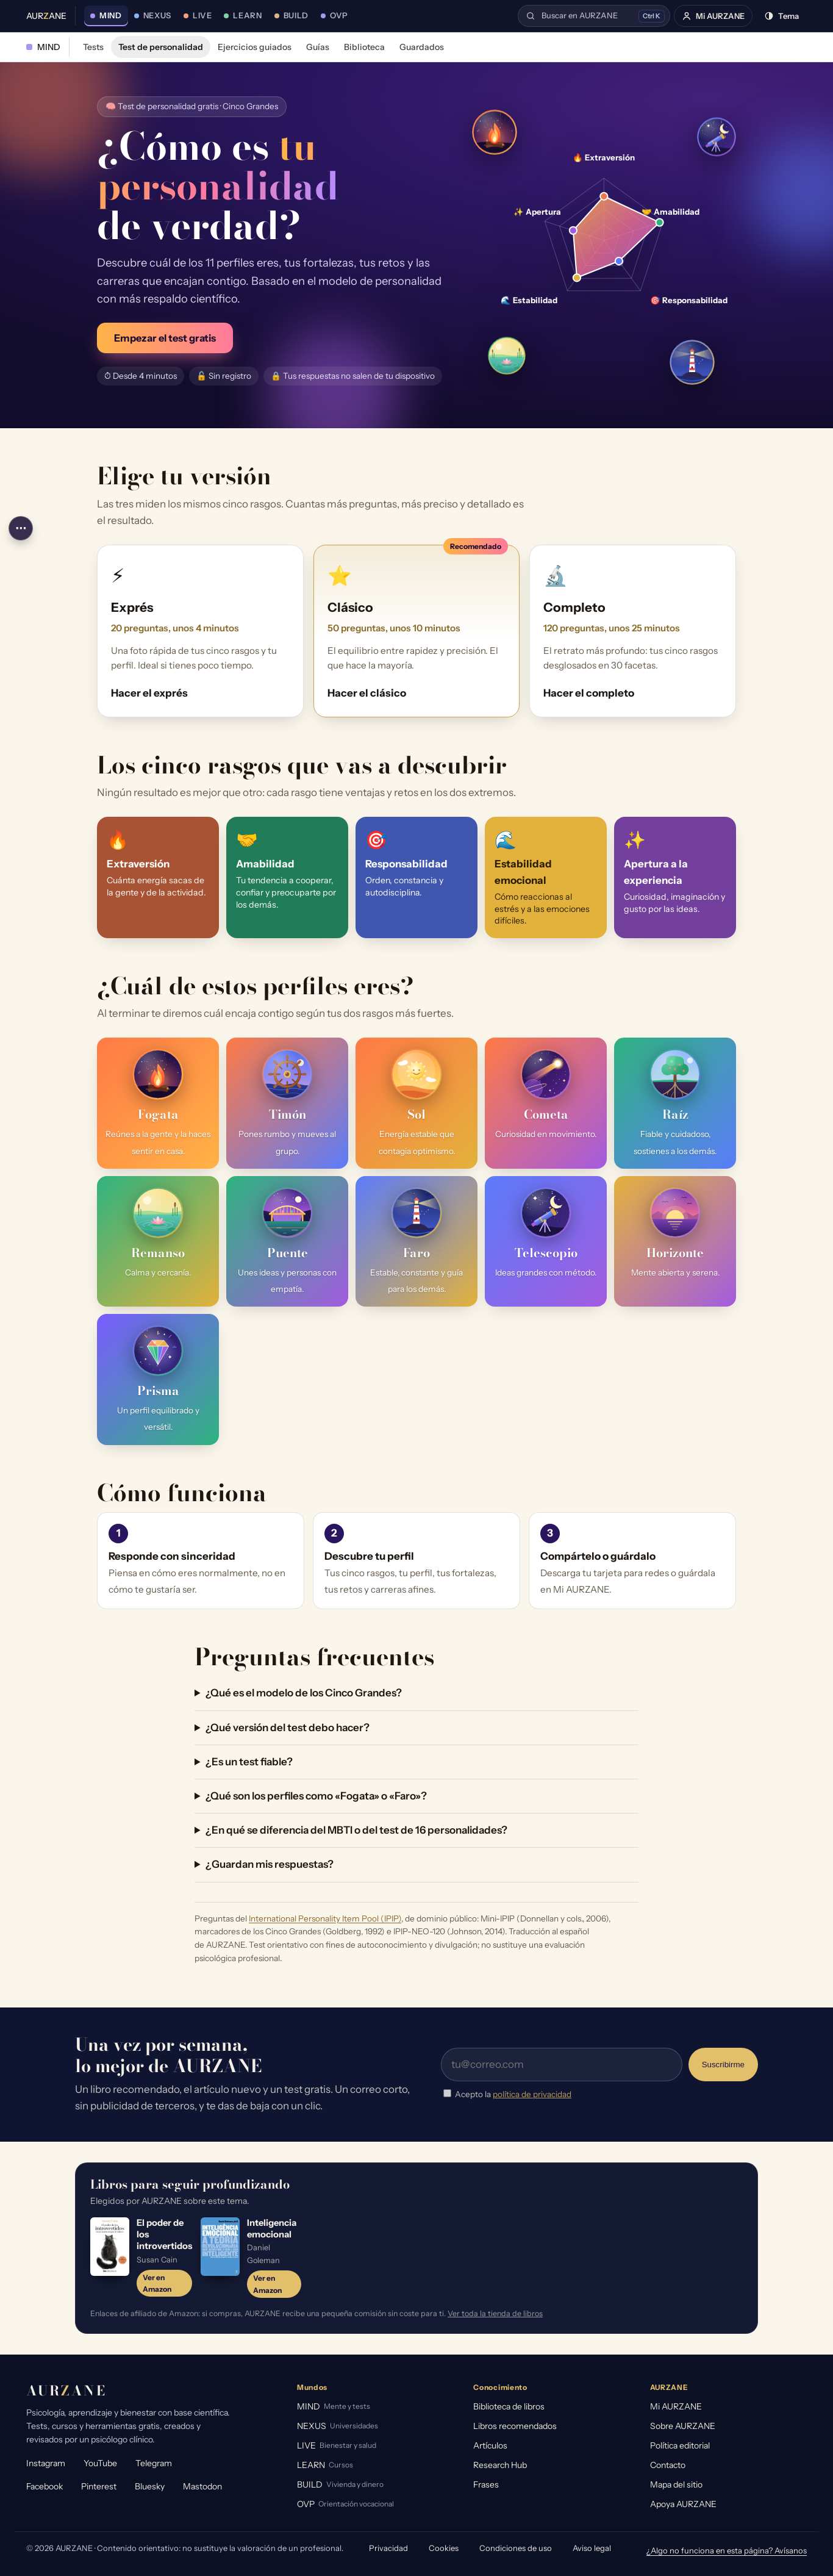 AURZANE
MIND
NEXUS
LIVE
LEARN
BUILD
OVP
Buscar en AURZANE
Ctrl K
Mi AURZANE
Tema
MIND
Tests
Test de personalidad
Ejercicios guiados
Guías
Biblioteca
Guardados
🧠 Test de personalidad gratis · Cinco Grandes
¿Cómo es tu
personalidad
de verdad?
Descubre cuál de los 11 perfiles eres, tus fortalezas, tus retos y las
carreras que encajan contigo. Basado en el modelo de personalidad
con más respaldo científico.
Empezar el test gratis
⏱ Desde 4 minutos
🔓 Sin registro
🔒 Tus respuestas no salen de tu dispositivo
🔥 Extraversión
✨ Apertura
🤝 Amabilidad
🌊 Estabilidad
🎯 Responsabilidad
Elige tu versión
Las tres miden los mismos cinco rasgos. Cuantas más preguntas, más preciso y detallado es
el resultado.
Exprés
20 preguntas, unos 4 minutos
Una foto rápida de tus cinco rasgos y tu
perfil. Ideal si tienes poco tiempo.
Hacer el exprés
Recomendado
Clásico
50 preguntas, unos 10 minutos
El equilibrio entre rapidez y precisión. El
que hace la mayoría.
Hacer el clásico
Completo
120 preguntas, unos 25 minutos
El retrato más profundo: tus cinco rasgos
desglosados en 30 facetas.
Hacer el completo
Los cinco rasgos que vas a descubrir
Ningún resultado es mejor que otro: cada rasgo tiene ventajas y retos en los dos extremos.
Extraversión
Cuánta energía sacas de
la gente y de la actividad.
Amabilidad
Tu tendencia a cooperar,
confiar y preocuparte por
los demás.
Responsabilidad
Orden, constancia y
autodisciplina.
Estabilidad
emocional
Cómo reaccionas al
estrés y a las emociones
difíciles.
Apertura a la
experiencia
Curiosidad, imaginación y
gusto por las ideas.
¿Cuál de estos perfiles eres?
Al terminar te diremos cuál encaja contigo según tus dos rasgos más fuertes.
Fogata
Reúnes a la gente y la haces
sentir en casa.
Timón
Pones rumbo y mueves al
grupo.
Sol
Energía estable que
contagia optimismo.
Cometa
Curiosidad en movimiento.
Raíz
Fiable y cuidadoso,
sostienes a los demás.
Remanso
Calma y cercanía.
Puente
Unes ideas y personas con
empatía.
Faro
Estable, constante y guía
para los demás.
Telescopio
Ideas grandes con método.
Horizonte
Mente abierta y serena.
Prisma
Un perfil equilibrado y
versátil.
Cómo funciona
1
Responde con sinceridad
Piensa en cómo eres normalmente, no en
cómo te gustaría ser.
2
Descubre tu perfil
Tus cinco rasgos, tu perfil, tus fortalezas,
tus retos y carreras afines.
3
Compártelo o guárdalo
Descarga tu tarjeta para redes o guárdala
en Mi AURZANE.
Preguntas frecuentes
¿Qué es el modelo de los Cinco Grandes?
¿Qué versión del test debo hacer?
¿Es un test fiable?
¿Qué son los perfiles como «Fogata» o «Faro»?
¿En qué se diferencia del MBTI o del test de 16 personalidades?
¿Guardan mis respuestas?
Preguntas del International Personality Item Pool (IPIP), de dominio público: Mini-IPIP (Donnellan y cols., 2006),
marcadores de los Cinco Grandes (Goldberg, 1992) e IPIP-NEO-120 (Johnson, 2014). Traducción al español
de AURZANE. Test orientativo con fines de autoconocimiento y divulgación; no sustituye una evaluación
psicológica profesional.
Una vez por semana,
lo mejor de AURZANE
Un libro recomendado, el artículo nuevo y un test gratis. Un correo corto,
sin publicidad de terceros, y te das de baja con un clic.
tu@correo.com
Suscribirme
Acepto la política de privacidad
Libros para seguir profundizando
Elegidos por AURZANE sobre este tema.
El poder de
los
introvertidos
Susan Cain
Ver en
Amazon
INTELIGENCIA
EMOCIONAL
Inteligencia
emocional
Daniel
Goleman
Ver en
Amazon
Enlaces de afiliado de Amazon: si compras, AURZANE recibe una pequeña comisión sin coste para ti. Ver toda la tienda de libros
AURZANE
Psicología, aprendizaje y bienestar con base científica.
Tests, cursos y herramientas gratis, creados y
revisados por un psicólogo clínico.
Instagram
YouTube
Telegram
Facebook
Pinterest
Bluesky
Mastodon
Mundos
MIND Mente y tests
NEXUS Universidades
LIVE Bienestar y salud
LEARN Cursos
BUILD Vivienda y dinero
OVP Orientación vocacional
Conocimiento
Biblioteca de libros
Libros recomendados
Artículos
Research Hub
Frases
AURZANE
Mi AURZANE
Sobre AURZANE
Política editorial
Contacto
Mapa del sitio
Apoya AURZANE
© 2026 AURZANE · Contenido orientativo: no sustituye la valoración de un profesional.
Privacidad
Cookies
Condiciones de uso
Aviso legal
¿Algo no funciona en esta página? Avísanos